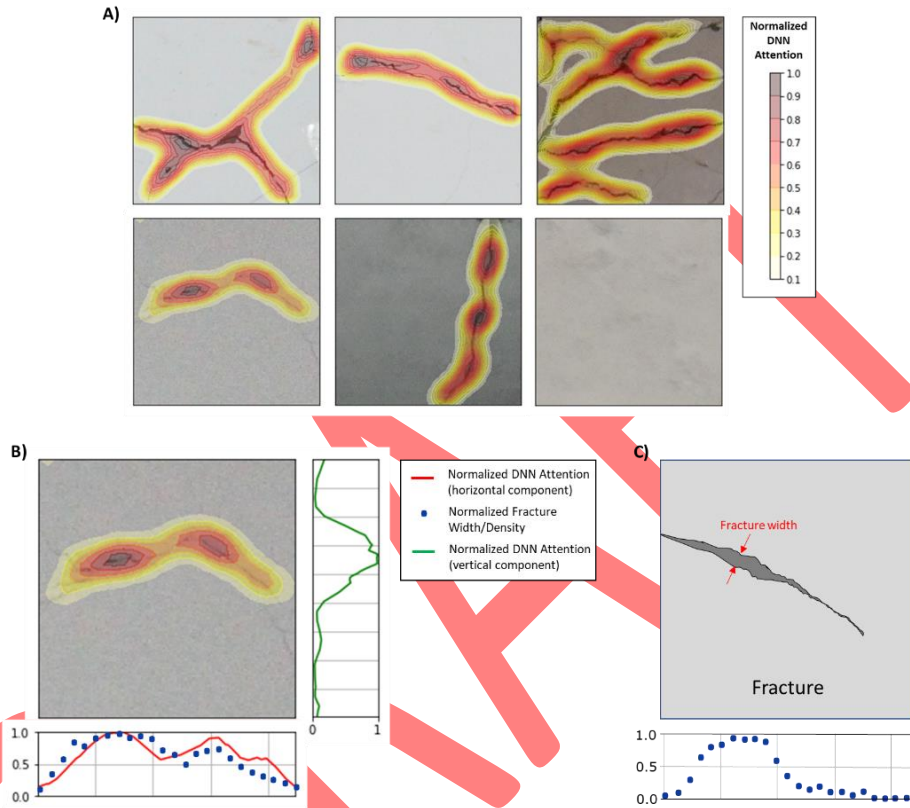 A)
Normalized
DNN
Attention
1.0
0.9
0.8
0.7
0.6
0.5
0.4
0.3
0.2
0.1
B)
Normalized DNN Attention
(horizontal component)
Normalized Fracture
Width/Density
Normalized DNN Attention
(vertical component)
0
1
1.0
0.5
0.0
C)
Fracture width
Fracture
1.0
0.5
0.0